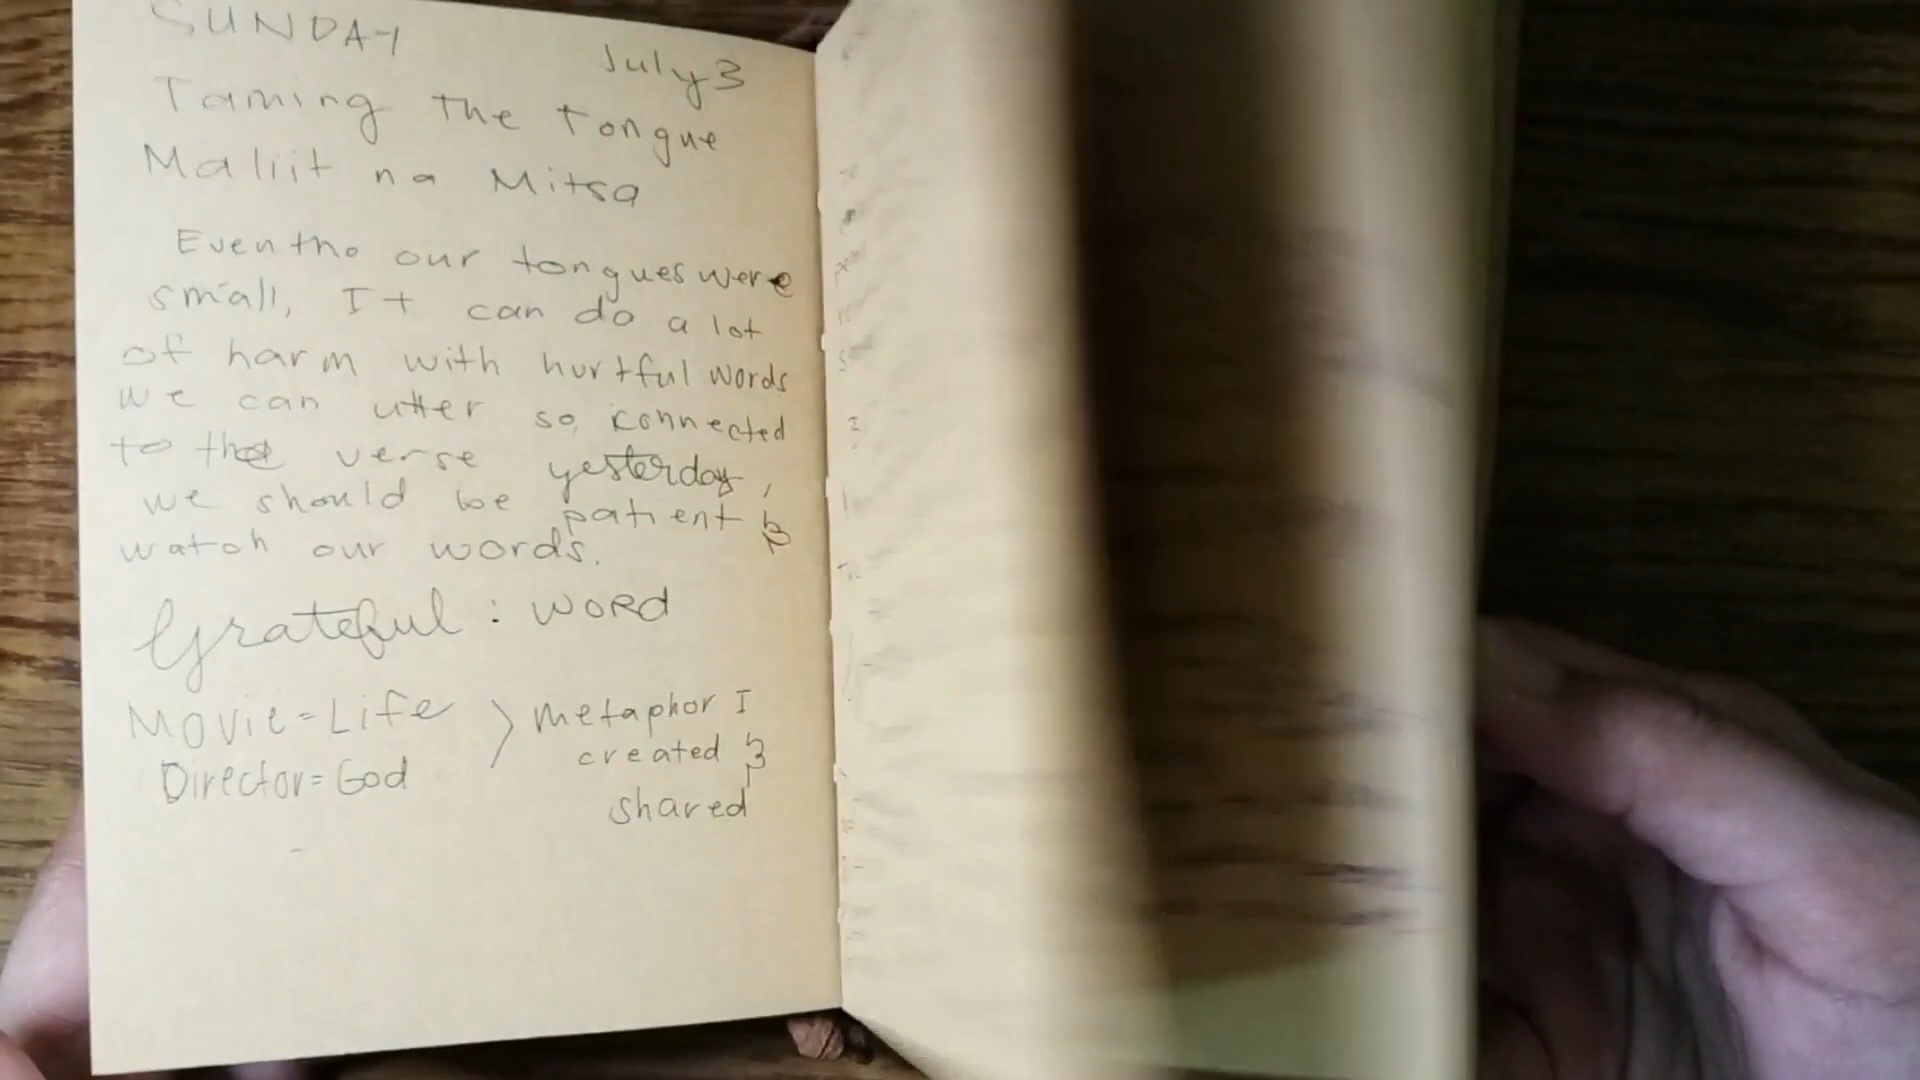 SUNDAY
July 3
Taming the tongue
Maliit na Mitsa
Eventho our tongues were
small, It can do a lot
of harm with hurtful words
we can utter so, connected
to the verse yesterday,
we should be patient &
watch our words.
Grateful : WORD
Movie=Life > metaphor I
created &
Director=God
shared